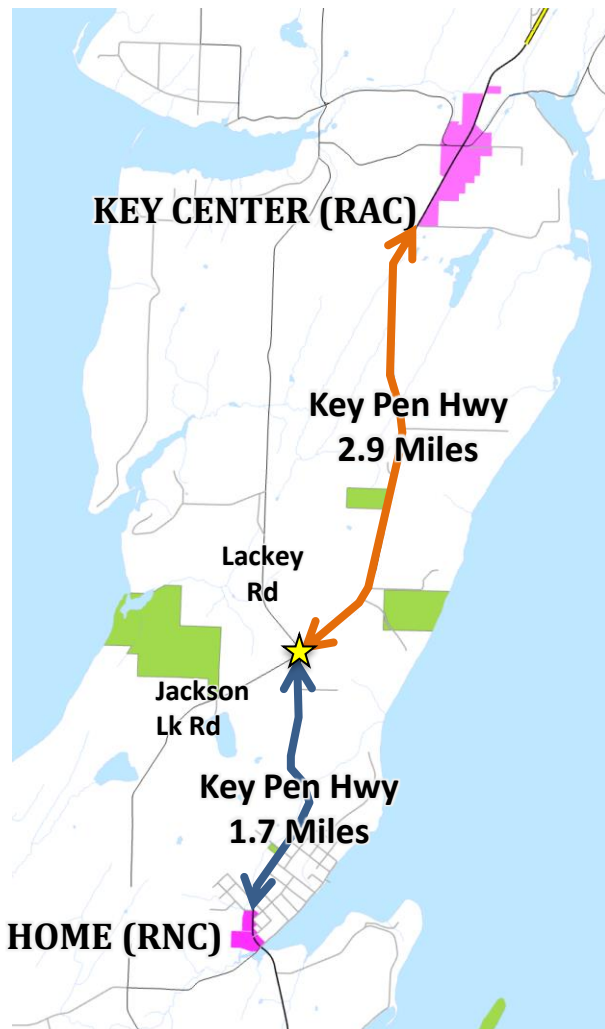 KEY CENTER (RAC)
Key Pen Hwy
2.9 Miles
Lackey
Rd
Jackson
Lk Rd
Key Pen Hwy
1.7 Miles
HOME (RNC)